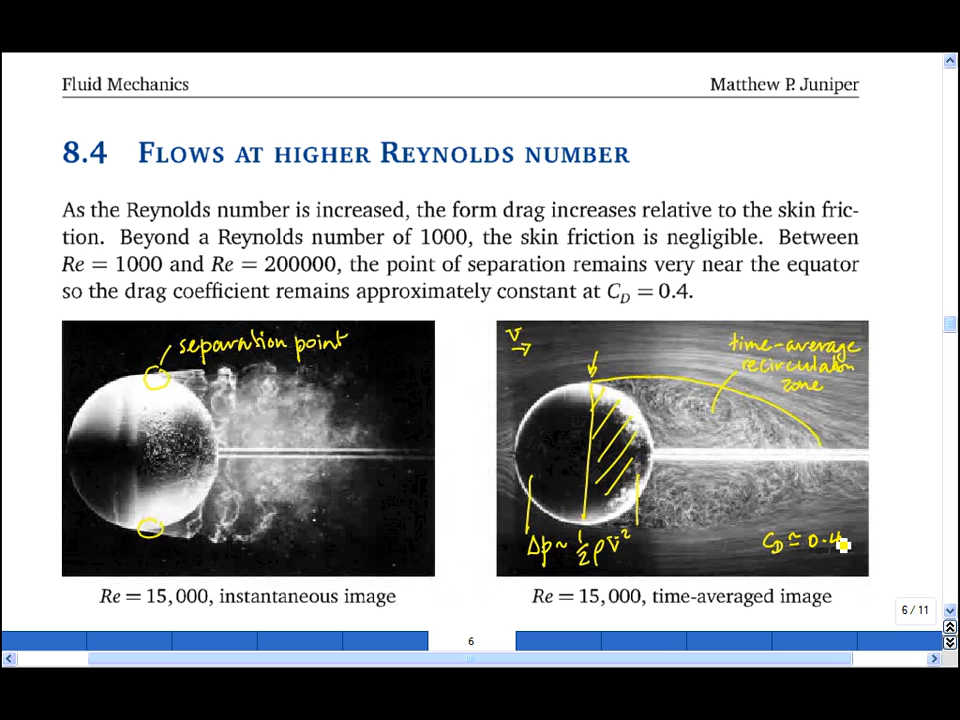 Fluid Mechanics Matthew P. Juniper
8.4 FLOWS AT HIGHER REYNOLDS NUMBER
As the Reynolds number is increased, the form drag increases relative to the skin fric-
tion. Beyond a Reynolds number of 1000, the skin friction is negligible. Between
Re = 1000 and Re = 200000, the point of separation remains very near the equator
so the drag coefficient remains approximately constant at C_D = 0.4.
separation point
V
time-average
recirculation
zone
Δp ~ 1/2 ρV²
C_D ≃ 0.4
Re = 15,000, instantaneous image
Re = 15,000, time-averaged image
6 / 11
6